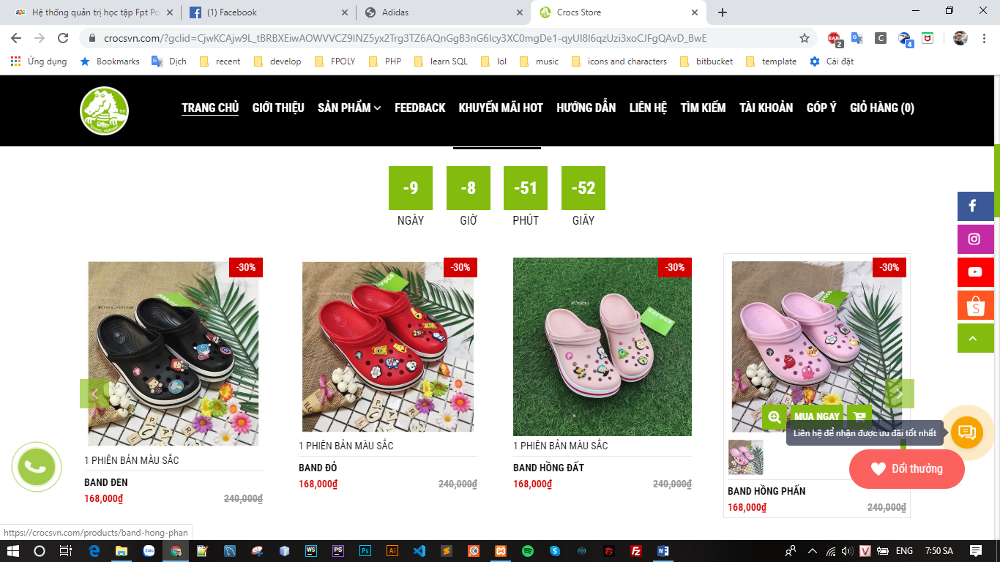 Hệ thống quản trị học tập Fpt Po
(1) Facebook
Adidas
Crocs Store
crocsvn.com/?gclid=CjwKCAjw9L_tBRBXEiwAOWVVCZ9INZ5yx2Trg3TZ6AQnGgB3nG6Icy3XC0mgDe1-qyUI8I6qzUzi3xoCJFgQAvD_BwE
2
4
Ứng dụng
Bookmarks
Dịch
recent
develop
FPOLY
PHP
learn SQL
lol
music
icons and characters
bitbucket
template
Cài đặt
TRANG CHỦ
GIỚI THIỆU
SẢN PHẨM
FEEDBACK
KHUYẾN MÃI HOT
HƯỚNG DẪN
LIÊN HỆ
TÌM KIẾM
TÀI KHOẢN
GÓP Ý
GIỎ HÀNG (0)
-9
-8
-51
-52
NGÀY
GIỜ
PHÚT
GIÂY
-30%
-30%
-30%
-30%
MUA NGAY
Liên hệ để nhận được ưu đãi tốt nhất
Đổi thưởng
1 PHIÊN BẢN MÀU SẮC
BAND ĐEN
168,000₫
240,000₫
1 PHIÊN BẢN MÀU SẮC
BAND ĐỎ
168,000₫
240,000₫
1 PHIÊN BẢN MÀU SẮC
BAND HỒNG ĐẤT
168,000₫
240,000₫
BAND HỒNG PHẤN
168,000₫
240,000₫
https://crocsvn.com/products/band-hong-phan
ENG
7:50 SA